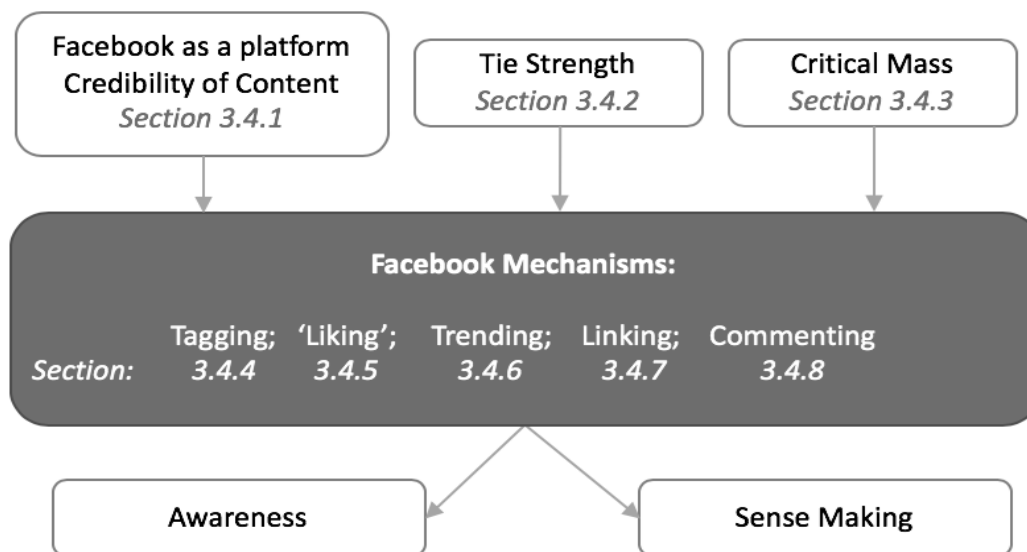 Facebook as a platform
Credibility of Content
Section 3.4.1
Tie Strength
Section 3.4.2
Critical Mass
Section 3.4.3
Facebook Mechanisms:
Tagging; ‘Liking’; Trending; Linking; Commenting
Section: 3.4.4 3.4.5 3.4.6 3.4.7 3.4.8
Awareness
Sense Making